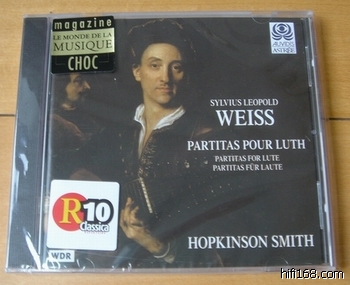 magazine
LE MONDE DE LA
MUSIQUE
CHOC
AUVIDIS
ASTRÉE
SYLVIUS LEOPOLD
WEISS
PARTITAS POUR LUTH
PARTITAS FOR LUTE
PARTITAS FÜR LAUTE
R10
Classica
HOPKINSON SMITH
WDR
hifi168.com